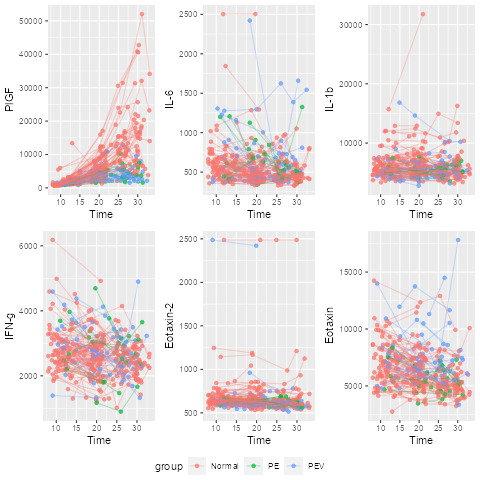 PlGF
50000
40000
30000
20000
10000
0
10 15 20 25 30
Time
IL-6
2500
2000
1500
1000
500
10 15 20 25 30
Time
IL-1b
30000
20000
10000
10 15 20 25 30
Time
IFN-g
6000
4000
2000
10 15 20 25 30
Time
Eotaxin-2
2500
2000
1500
1000
500
10 15 20 25 30
Time
Eotaxin
15000
10000
5000
10 15 20 25 30
Time
group Normal PE PEV